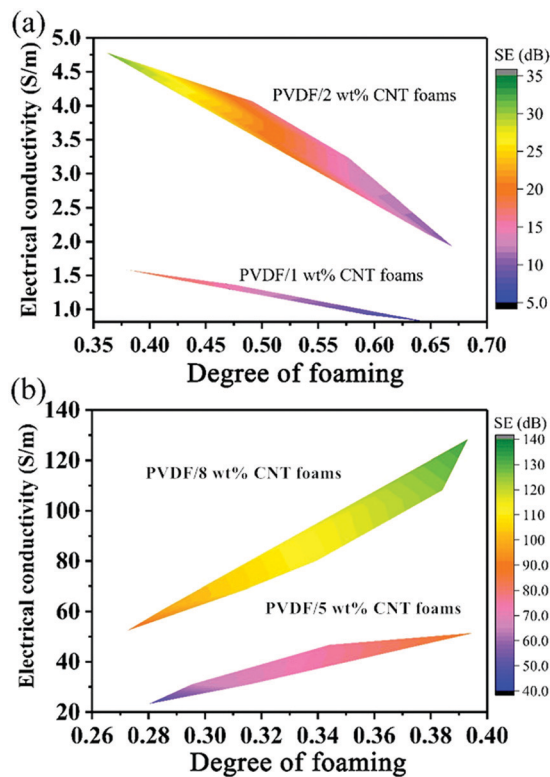 (a)
SE (dB)
Electrical conductivity (S/m)
5.0
4.5
4.0
3.5
3.0
2.5
2.0
1.5
1.0
PVDF/2 wt% CNT foams
PVDF/1 wt% CNT foams
35
30
25
20
15
10
5.0
0.35 0.40 0.45 0.50 0.55 0.60 0.65 0.70
Degree of foaming
(b)
SE (dB)
Electrical conductivity (S/m)
140
120
100
80
60
40
20
PVDF/8 wt% CNT foams
PVDF/5 wt% CNT foams
140
130
120
110
100
90.0
80.0
70.0
60.0
50.0
40.0
0.26 0.28 0.30 0.32 0.34 0.36 0.38 0.40
Degree of foaming